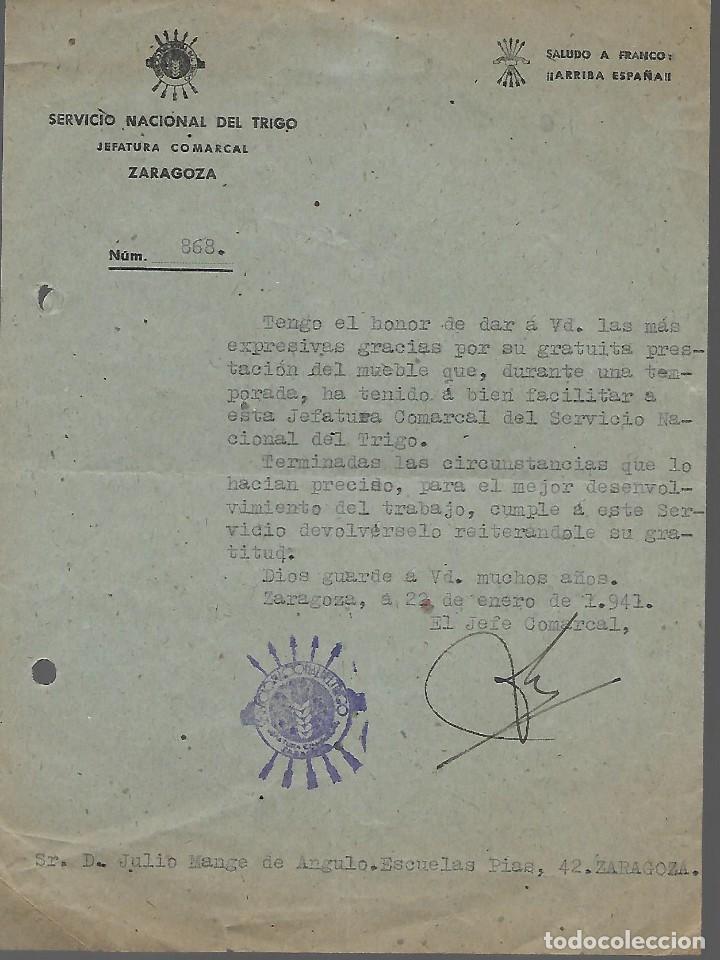 SALUDO A FRANCO:
¡¡ARRIBA ESPAÑA!!
SERVICIO NACIONAL DEL TRIGO
JEFATURA COMARCAL
ZARAGOZA
Núm. 868.
Tengo el honor de dar á Vd. las más
expresivas gracias por su gratuita pres-
tación del mueble que, durante una tem-
porada, ha tenido á bien facilitar a
esta Jefatura Comarcal del Servicio Na-
cional del Trigo.
Terminadas las circunstancias que lo
hacian preciso, para el mejor desenvol-
vimiento del trabajo, cumple á este Ser-
vicio devolvérselo reiterándole su gra-
titud.
Dios guarde á Vd. muchos años.
Zaragoza, á 22 de enero de 1.941.
El Jefe Comarcal,
Sr. D. Julio Mange de Angulo.Escuelas Pias, 42.ZARAGOZA.
todocoleccion